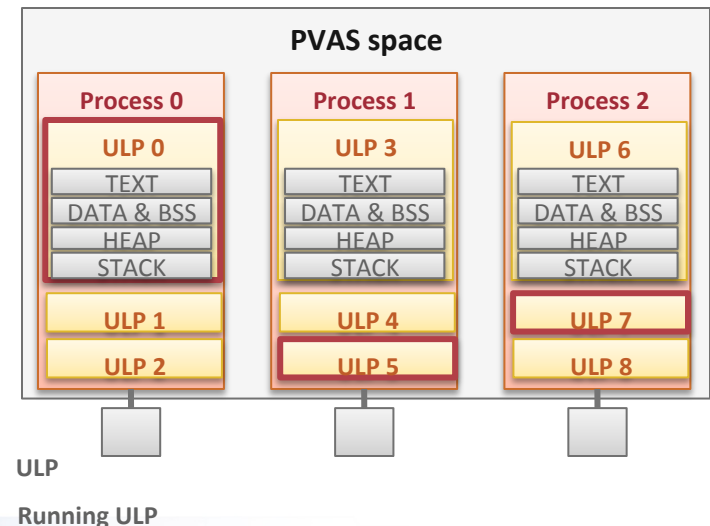 PVAS space
Process 0
ULP 0
TEXT
DATA & BSS
HEAP
STACK
ULP 1
ULP 2
Process 1
ULP 3
TEXT
DATA & BSS
HEAP
STACK
ULP 4
ULP 5
Process 2
ULP 6
TEXT
DATA & BSS
HEAP
STACK
ULP 7
ULP 8
ULP
Running ULP